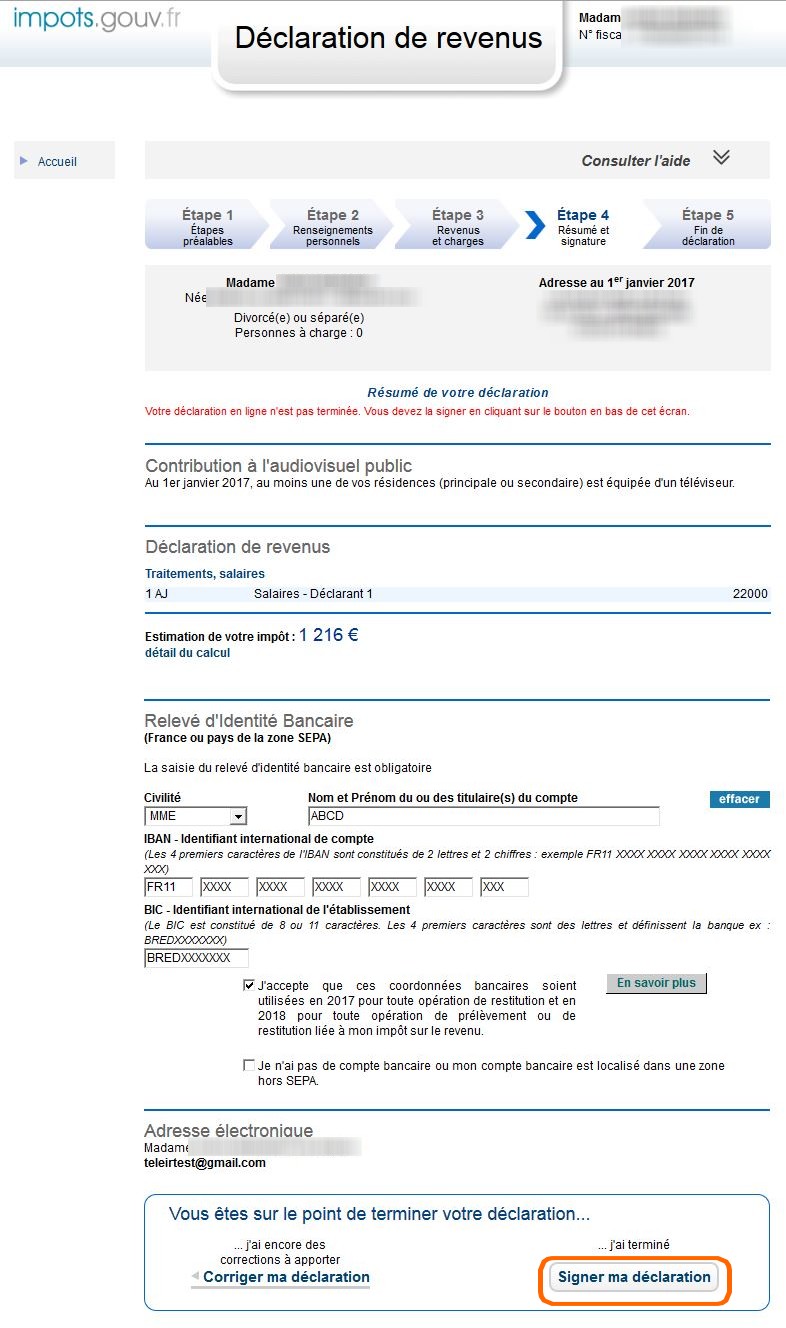 impots.gouv.fr
Déclaration de revenus
Madam
N° fisca
Accueil
Consulter l'aide
Étape 1
Étapes
préalables
Étape 2
Renseignements
personnels
Étape 3
Revenus
et charges
Étape 4
Résumé et
signature
Étape 5
Fin de
déclaration
Madame
Née
Divorcé(e) ou séparé(e)
Personnes à charge : 0
Adresse au 1er janvier 2017
Résumé de votre déclaration
Votre déclaration en ligne n'est pas terminée. Vous devez la signer en cliquant sur le bouton en bas de cet écran.
Contribution à l'audiovisuel public
Au 1er janvier 2017, au moins une de vos résidences (principale ou secondaire) est équipée d'un téléviseur.
Déclaration de revenus
Traitements, salaires
1 AJ Salaires - Déclarant 1 22000
Estimation de votre impôt : 1 216 €
détail du calcul
Relevé d'Identité Bancaire
(France ou pays de la zone SEPA)
La saisie du relevé d'identité bancaire est obligatoire
Civilité Nom et Prénom du ou des titulaire(s) du compte effacer
MME ABCD
IBAN - Identifiant international de compte
(Les 4 premiers caractères de l'IBAN sont constitués de 2 lettres et 2 chiffres : exemple FR11 XXXX XXXX XXXX XXXX XXXX
XXX)
FR11 XXXX XXXX XXXX XXXX XXXX XXX
BIC - Identifiant international de l'établissement
(Le BIC est constitué de 8 ou 11 caractères. Les 4 premiers caractères sont des lettres et définissent la banque ex :
BREDXXXXXXX)
BREDXXXXXXX
J'accepte que ces coordonnées bancaires soient
utilisées en 2017 pour toute opération de restitution et en
2018 pour toute opération de prélèvement ou de
restitution liée à mon impôt sur le revenu.
En savoir plus
Je n'ai pas de compte bancaire ou mon compte bancaire est localisé dans une zone
hors SEPA.
Adresse électronique
Madame
teleirtest@gmail.com
Vous êtes sur le point de terminer votre déclaration...
... j'ai encore des
corrections à apporter
Corriger ma déclaration
... j'ai terminé
Signer ma déclaration